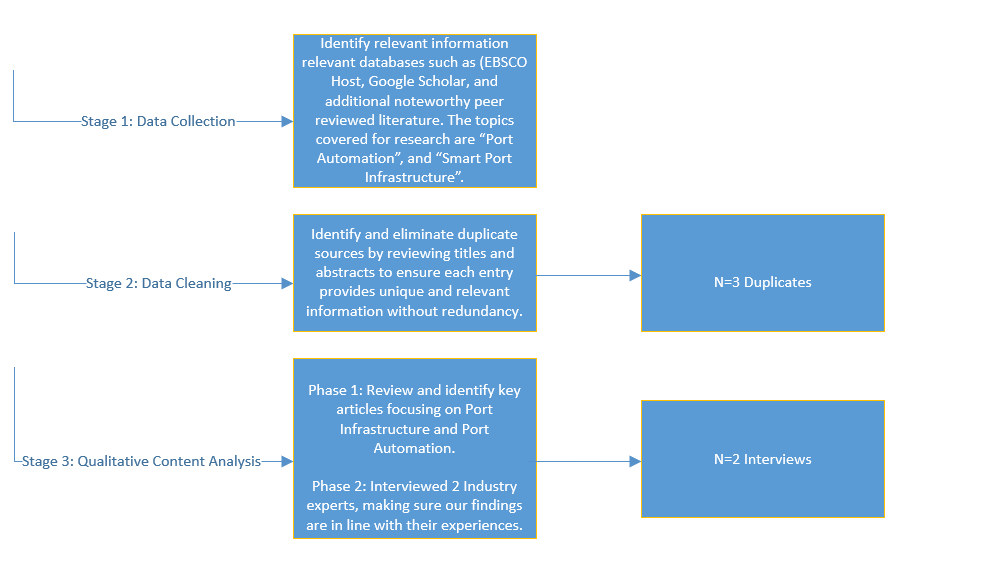 Identify relevant information
relevant databases such as (EBSCO
Host, Google Scholar, and
additional noteworthy peer
reviewed literature. The topics
covered for research are “Port
Automation”, and “Smart Port
Infrastructure”.
Stage 1: Data Collection
Identify and eliminate duplicate
sources by reviewing titles and
abstracts to ensure each entry
provides unique and relevant
information without redundancy.
Stage 2: Data Cleaning
N=3 Duplicates
Phase 1: Review and identify key
articles focusing on Port
Infrastructure and Port
Automation.
Phase 2: Interviewed 2 Industry
experts, making sure our findings
are in line with their experiences.
Stage 3: Qualitative Content Analysis
N=2 Interviews